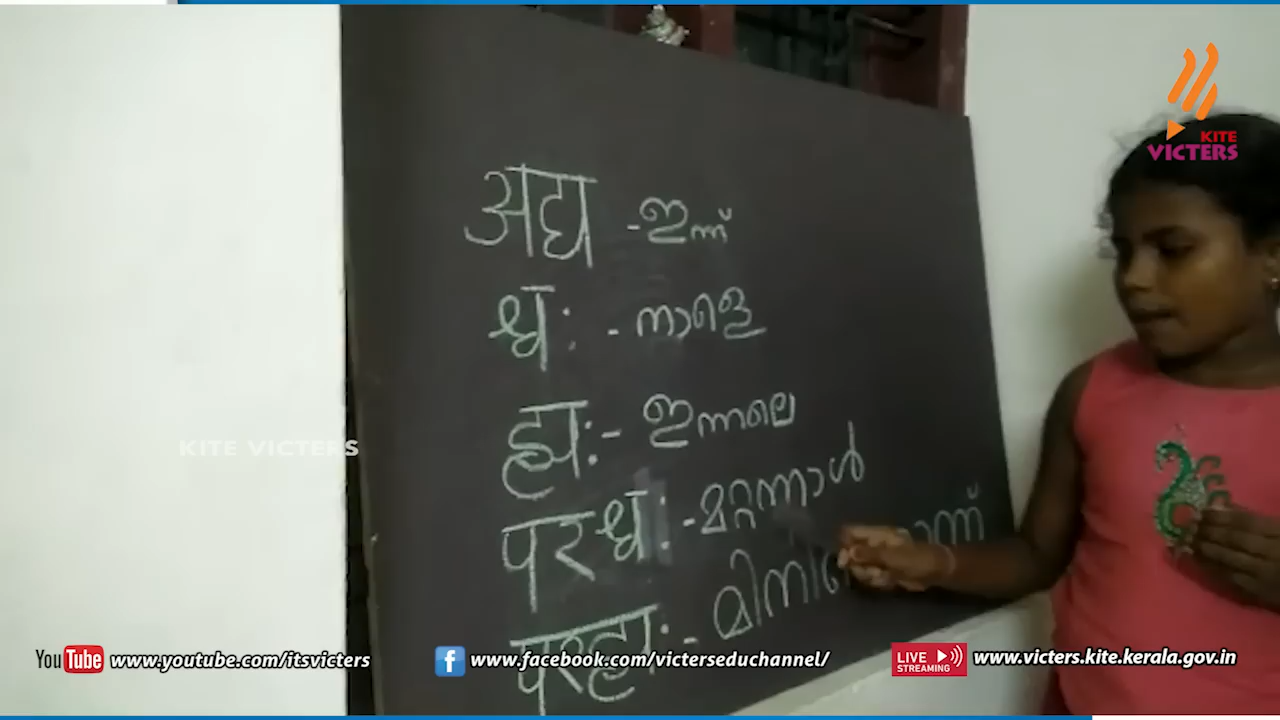 KITE
VICTERS
अद्य - ഇന്ന്
श्वः - നാളെ
ह्यः - ഇന്നലെ
KITE VICTERS
परश्वः - മറ്റന്നാൾ
परह्यः -
YouTube www.youtube.com/itsvicters
f www.facebook.com/victerseduchannel/
LIVE STREAMING www.victers.kite.kerala.gov.in